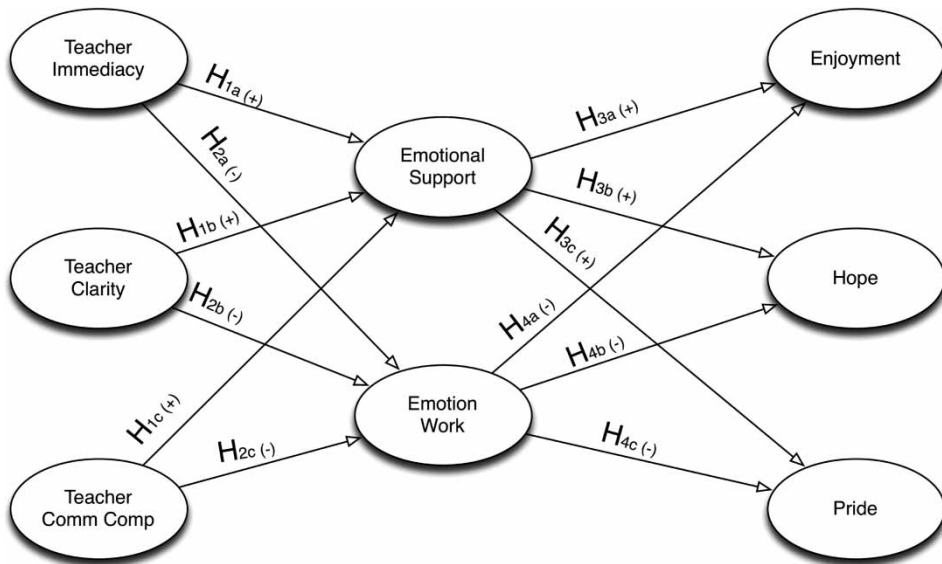 Teacher
Immediacy
H1a (+)
H2a (-)
Emotional
Support
H3a (+)
Enjoyment
H3b (+)
H1b (+)
Teacher
Clarity
H3c (+)
Hope
H2b (-)
H4a (-)
H4b (-)
H1c (+)
Emotion
Work
H2c (-)
H4c (-)
Teacher
Comm Comp
Pride